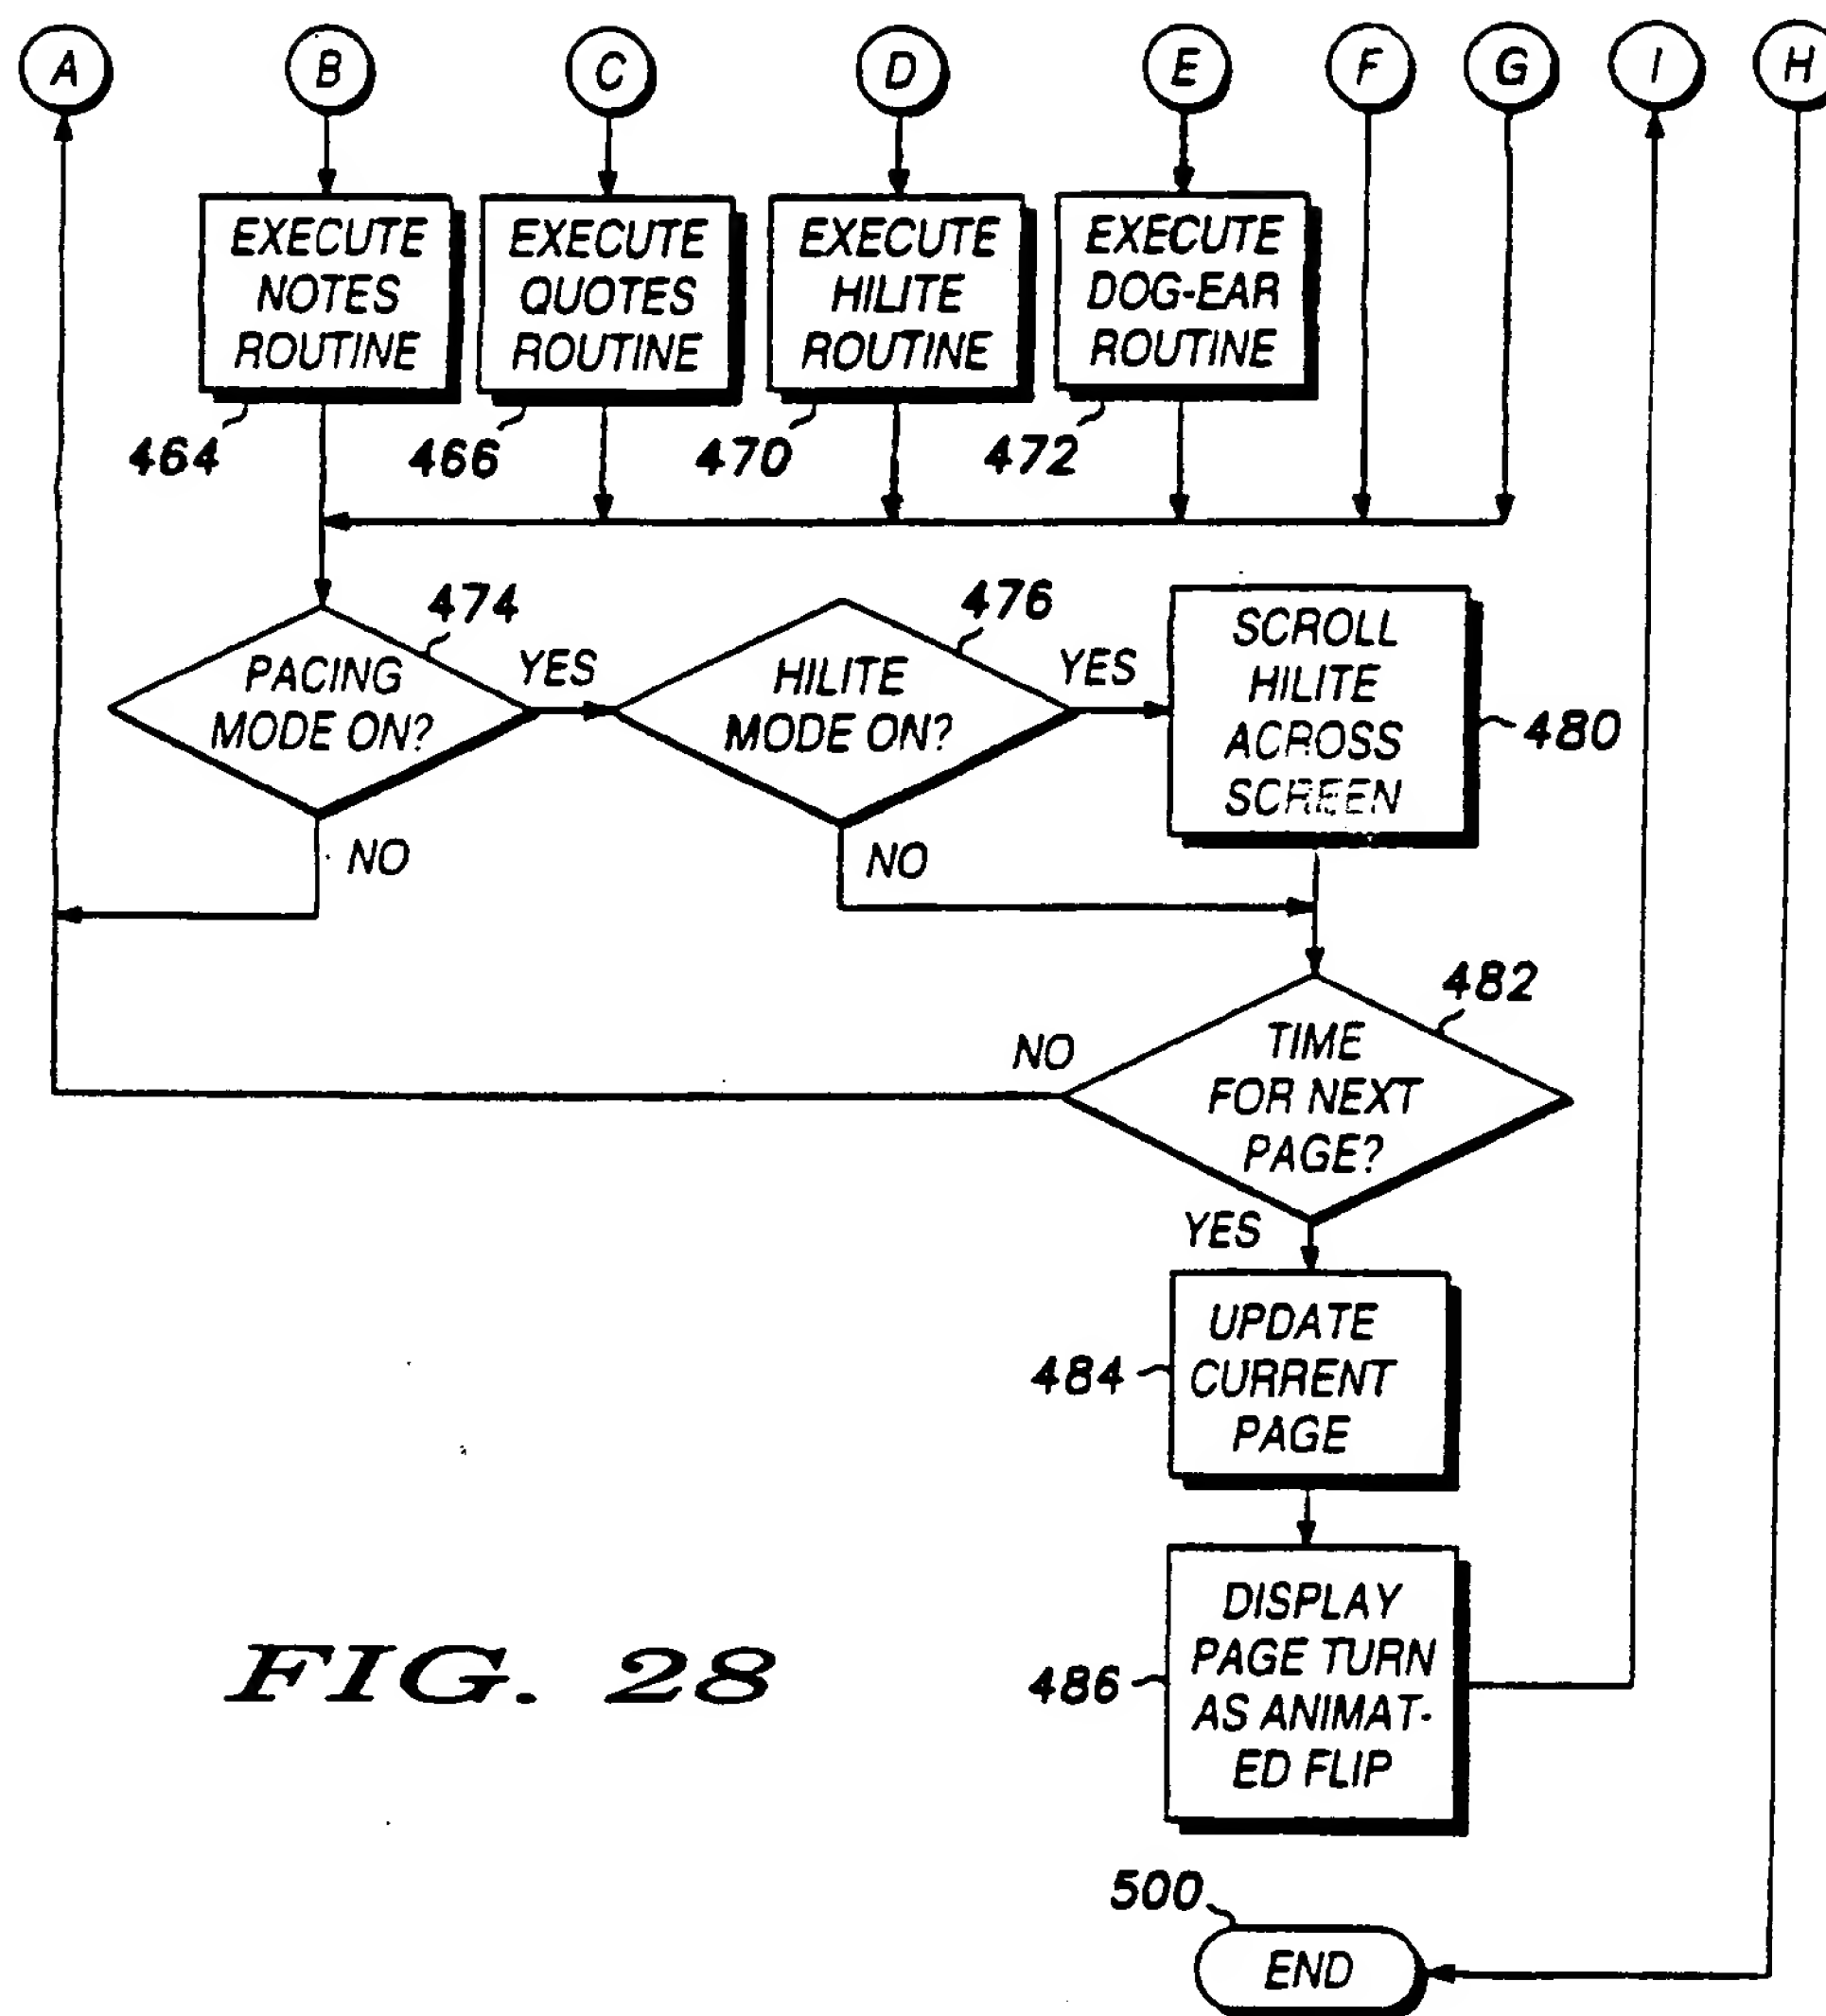 A B C D E F G I H
EXECUTE
NOTES
ROUTINE
464
EXECUTE
QUOTES
ROUTINE
466
EXECUTE
HILITE
ROUTINE
470
EXECUTE
DOG-EAR
ROUTINE
472
PACING
MODE ON?
474
YES
NO
HILITE
MODE ON?
476
YES
NO
SCROLL
HILITE
ACROSS
SCREEN
480
TIME
FOR NEXT
PAGE?
482
NO
YES
UPDATE
CURRENT
PAGE
484
DISPLAY
PAGE TURN
AS ANIMAT-
ED FLIP
486
FIG. 28
500
END